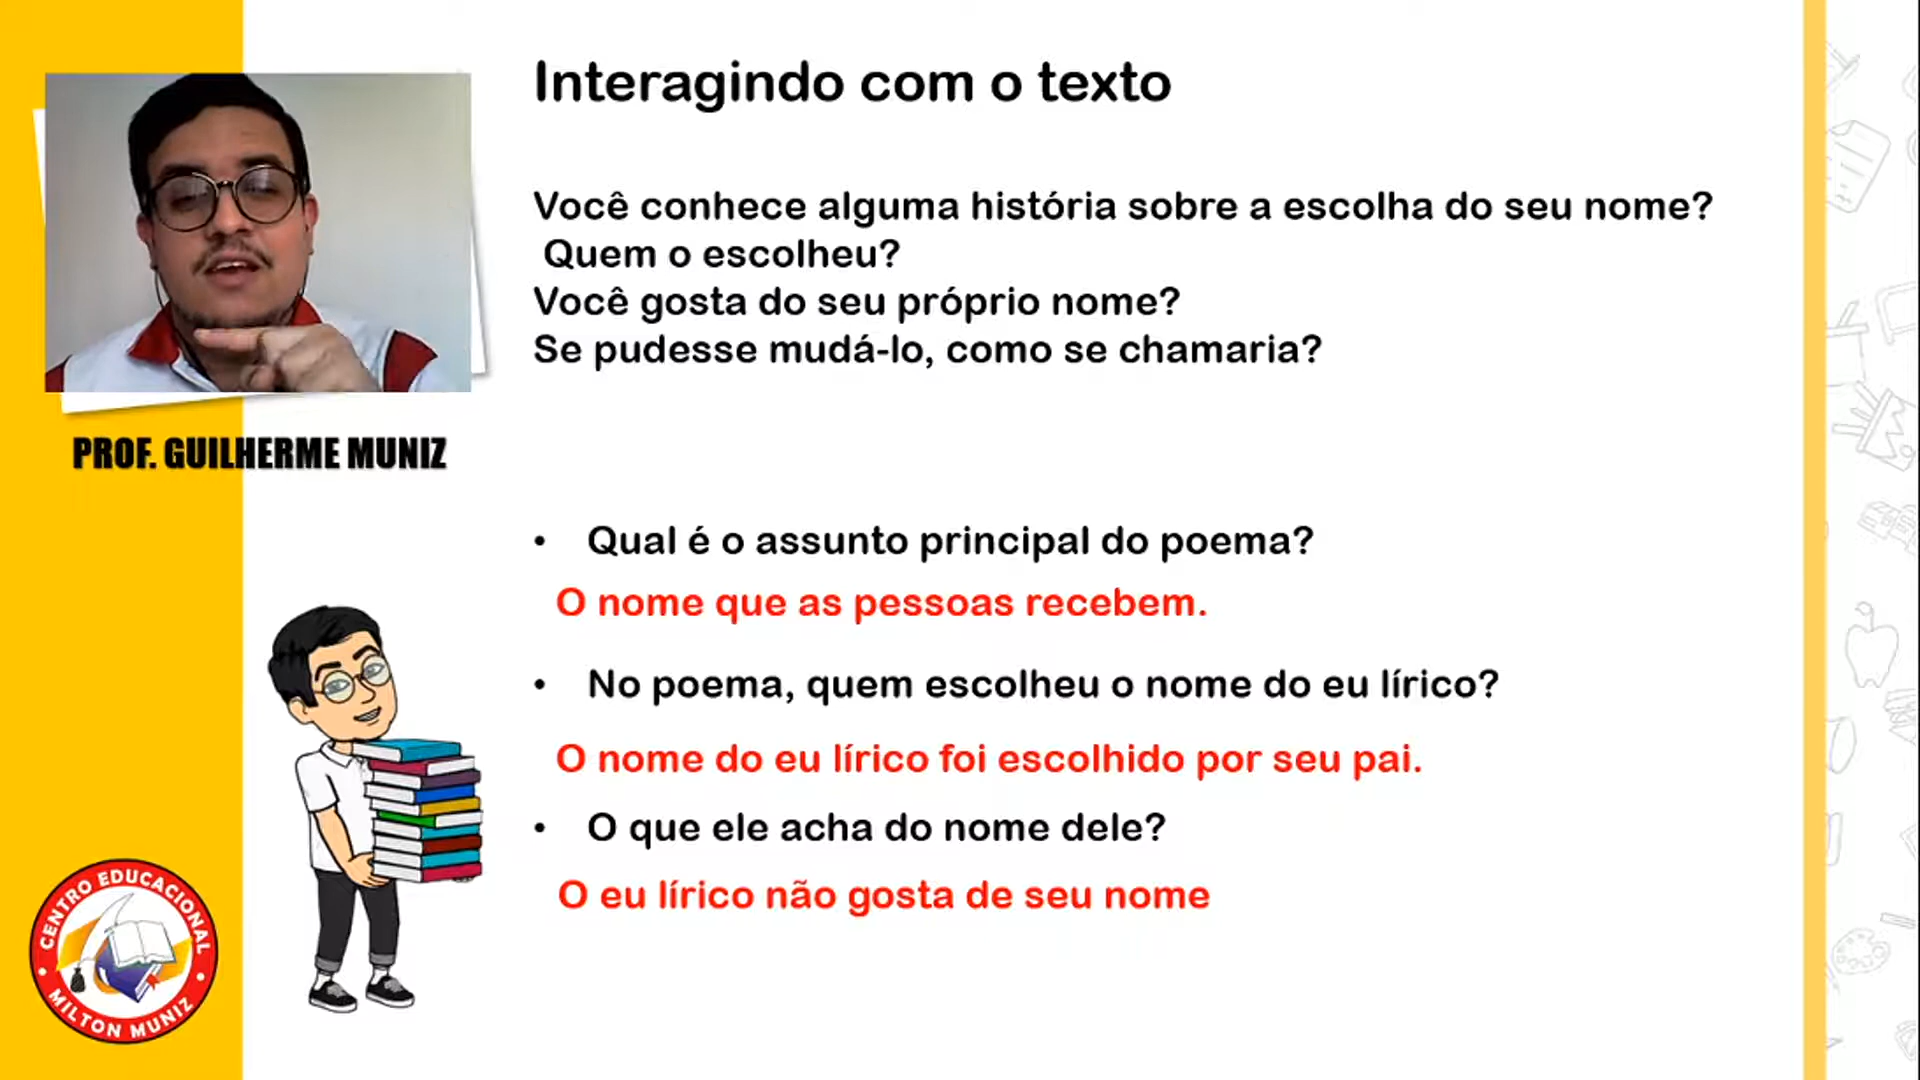 Interagindo com o texto
Você conhece alguma história sobre a escolha do seu nome?
Quem o escolheu?
Você gosta do seu próprio nome?
Se pudesse mudá-lo, como se chamaria?
PROF. GUILHERME MUNIZ
• Qual é o assunto principal do poema?
O nome que as pessoas recebem.
• No poema, quem escolheu o nome do eu lírico?
O nome do eu lírico foi escolhido por seu pai.
• O que ele acha do nome dele?
O eu lírico não gosta de seu nome
CENTRO EDUCACIONAL
MILTON MUNIZ